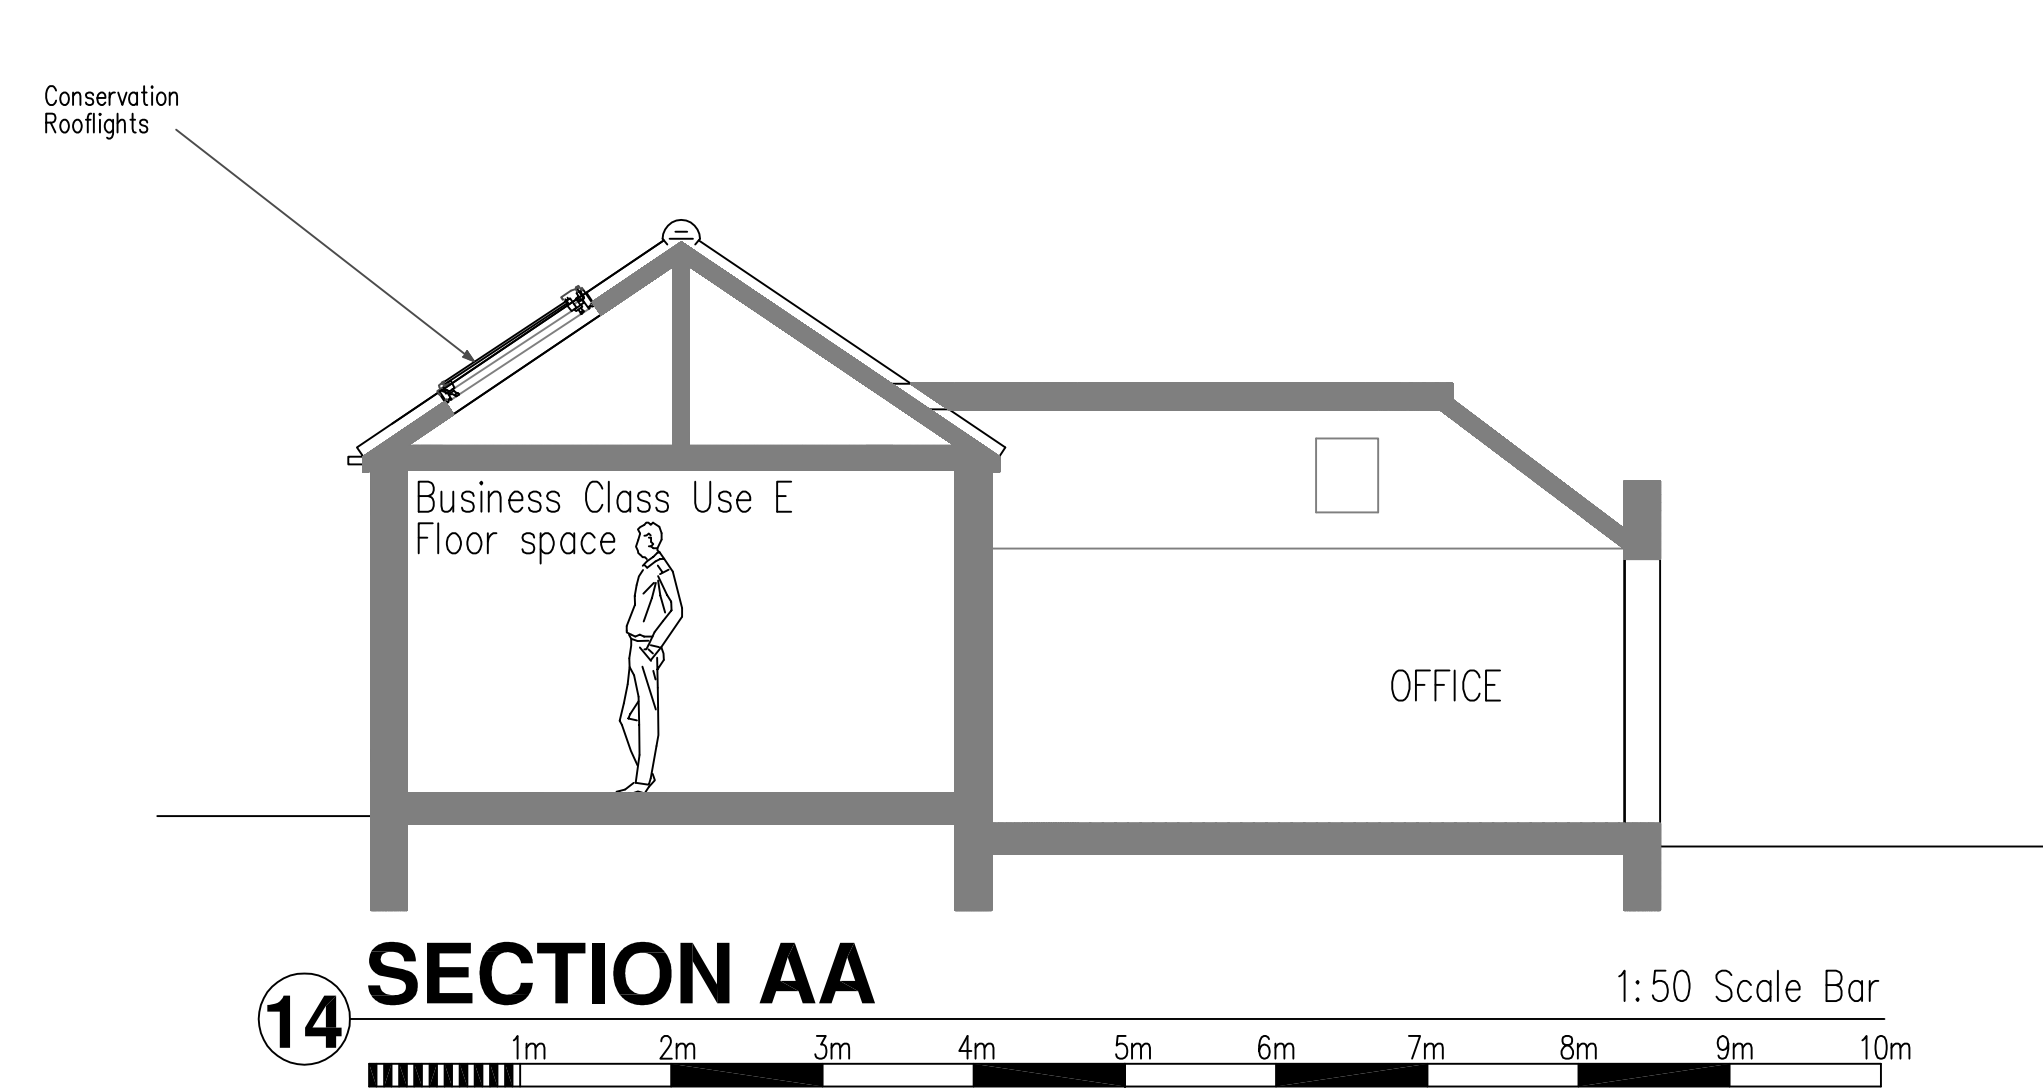 Conservation
Rooflights
Business Class Use E
Floor space
OFFICE
14
SECTION AA
1:50 Scale Bar
1m 2m 3m 4m 5m 6m 7m 8m 9m 10m